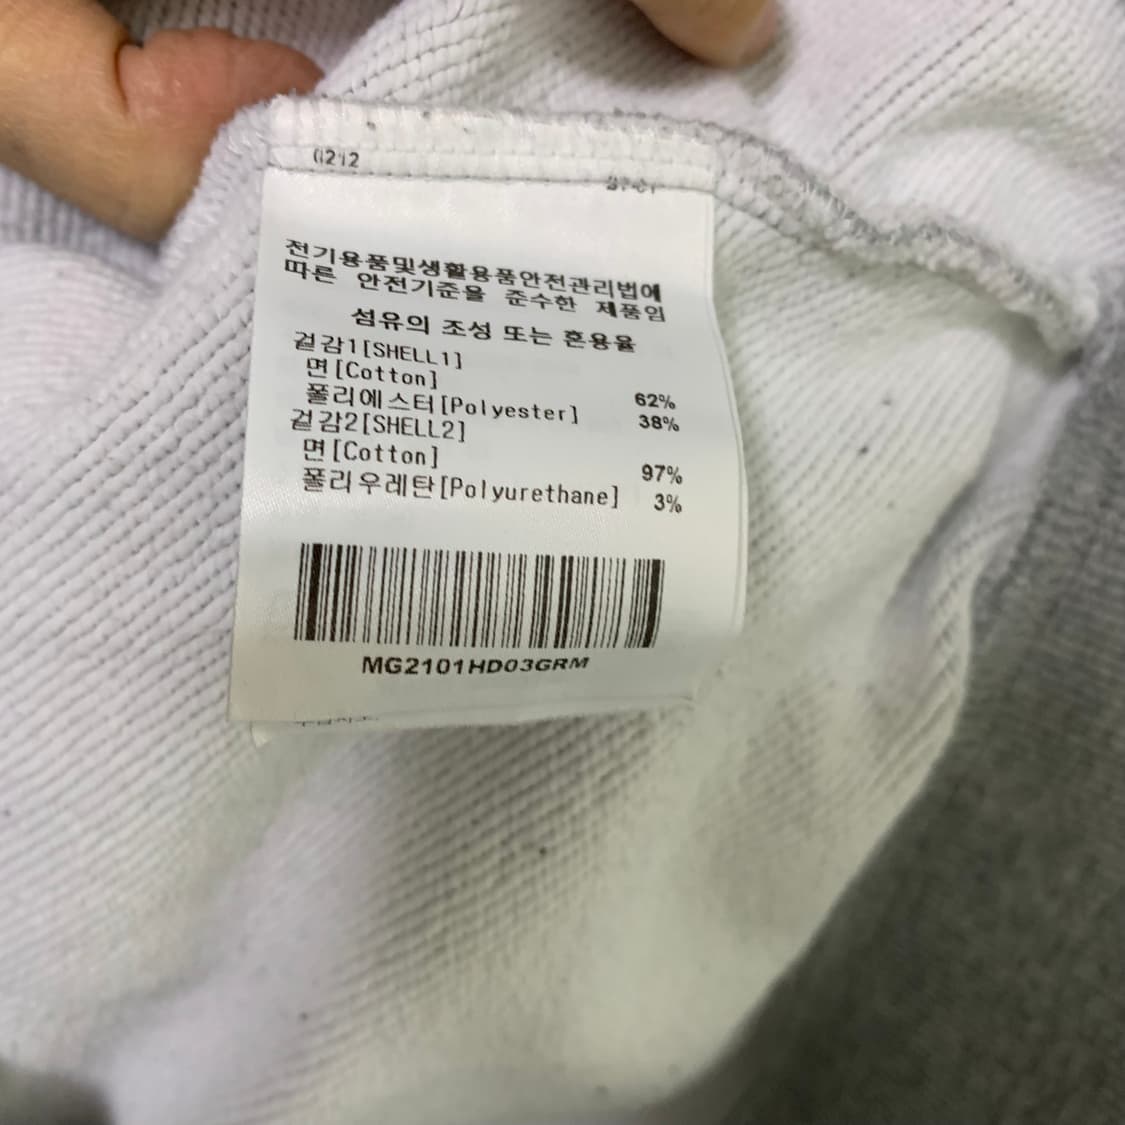 0212
전기용품및생활용품안전관리법에
따른 안전기준을 준수한 제품임
섬유의 조성 또는 혼용율
겉감1[SHELL1]
면[Cotton] 62%
폴리에스터[Polyester] 38%
겉감2[SHELL2]
면[Cotton] 97%
폴리우레탄[Polyurethane] 3%
MG2101HD03GRM